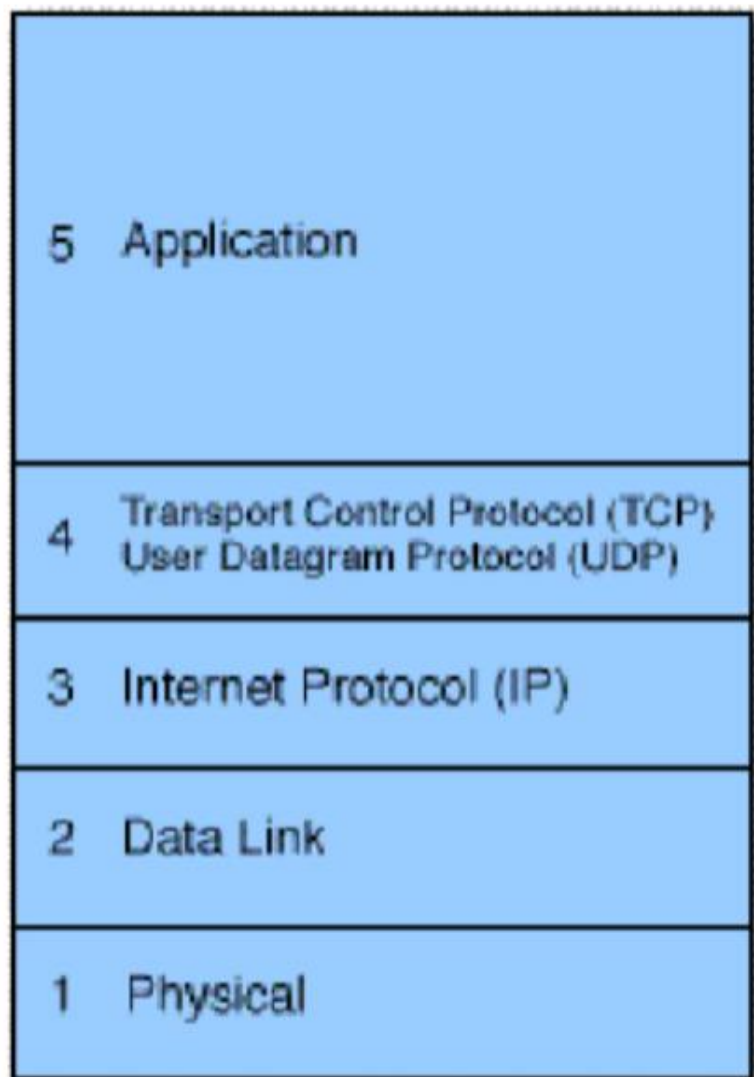 5 Application
4 Transport Control Protocol (TCP)
User Datagram Protocol (UDP)
3 Internet Protocol (IP)
2 Data Link
1 Physical